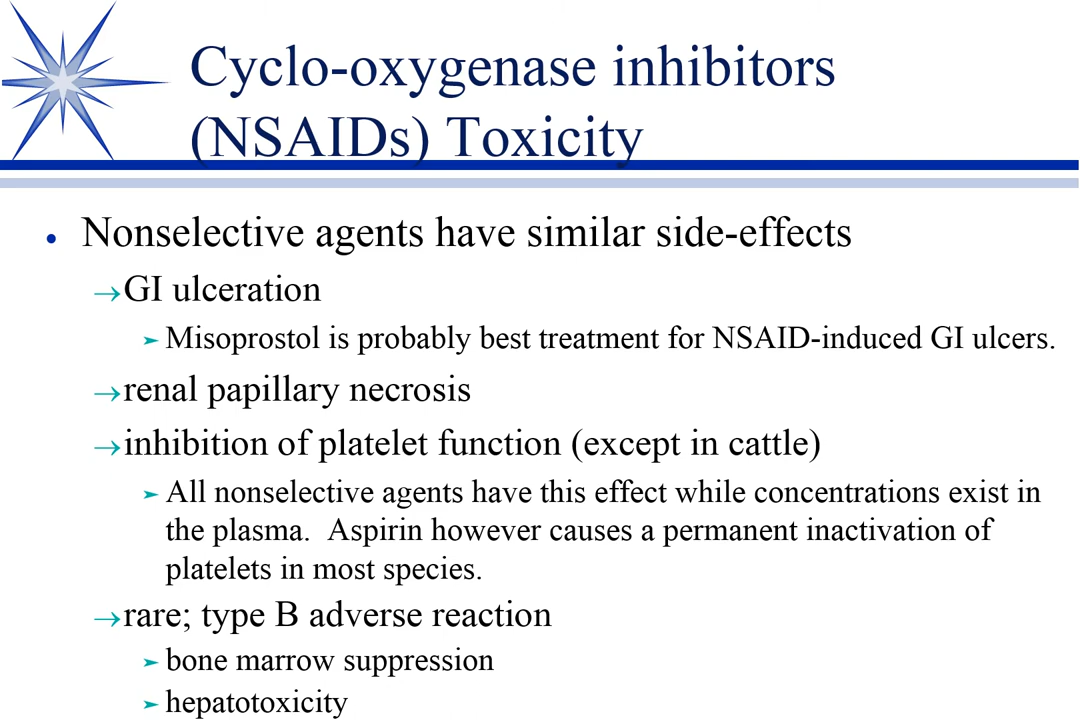 Cyclo-oxygenase inhibitors
(NSAIDs) Toxicity
• Nonselective agents have similar side-effects
→GI ulceration
➢ Misoprostol is probably best treatment for NSAID-induced GI ulcers.
→renal papillary necrosis
→inhibition of platelet function (except in cattle)
➢ All nonselective agents have this effect while concentrations exist in
the plasma.  Aspirin however causes a permanent inactivation of
platelets in most species.
→rare; type B adverse reaction
➢ bone marrow suppression
➢ hepatotoxicity